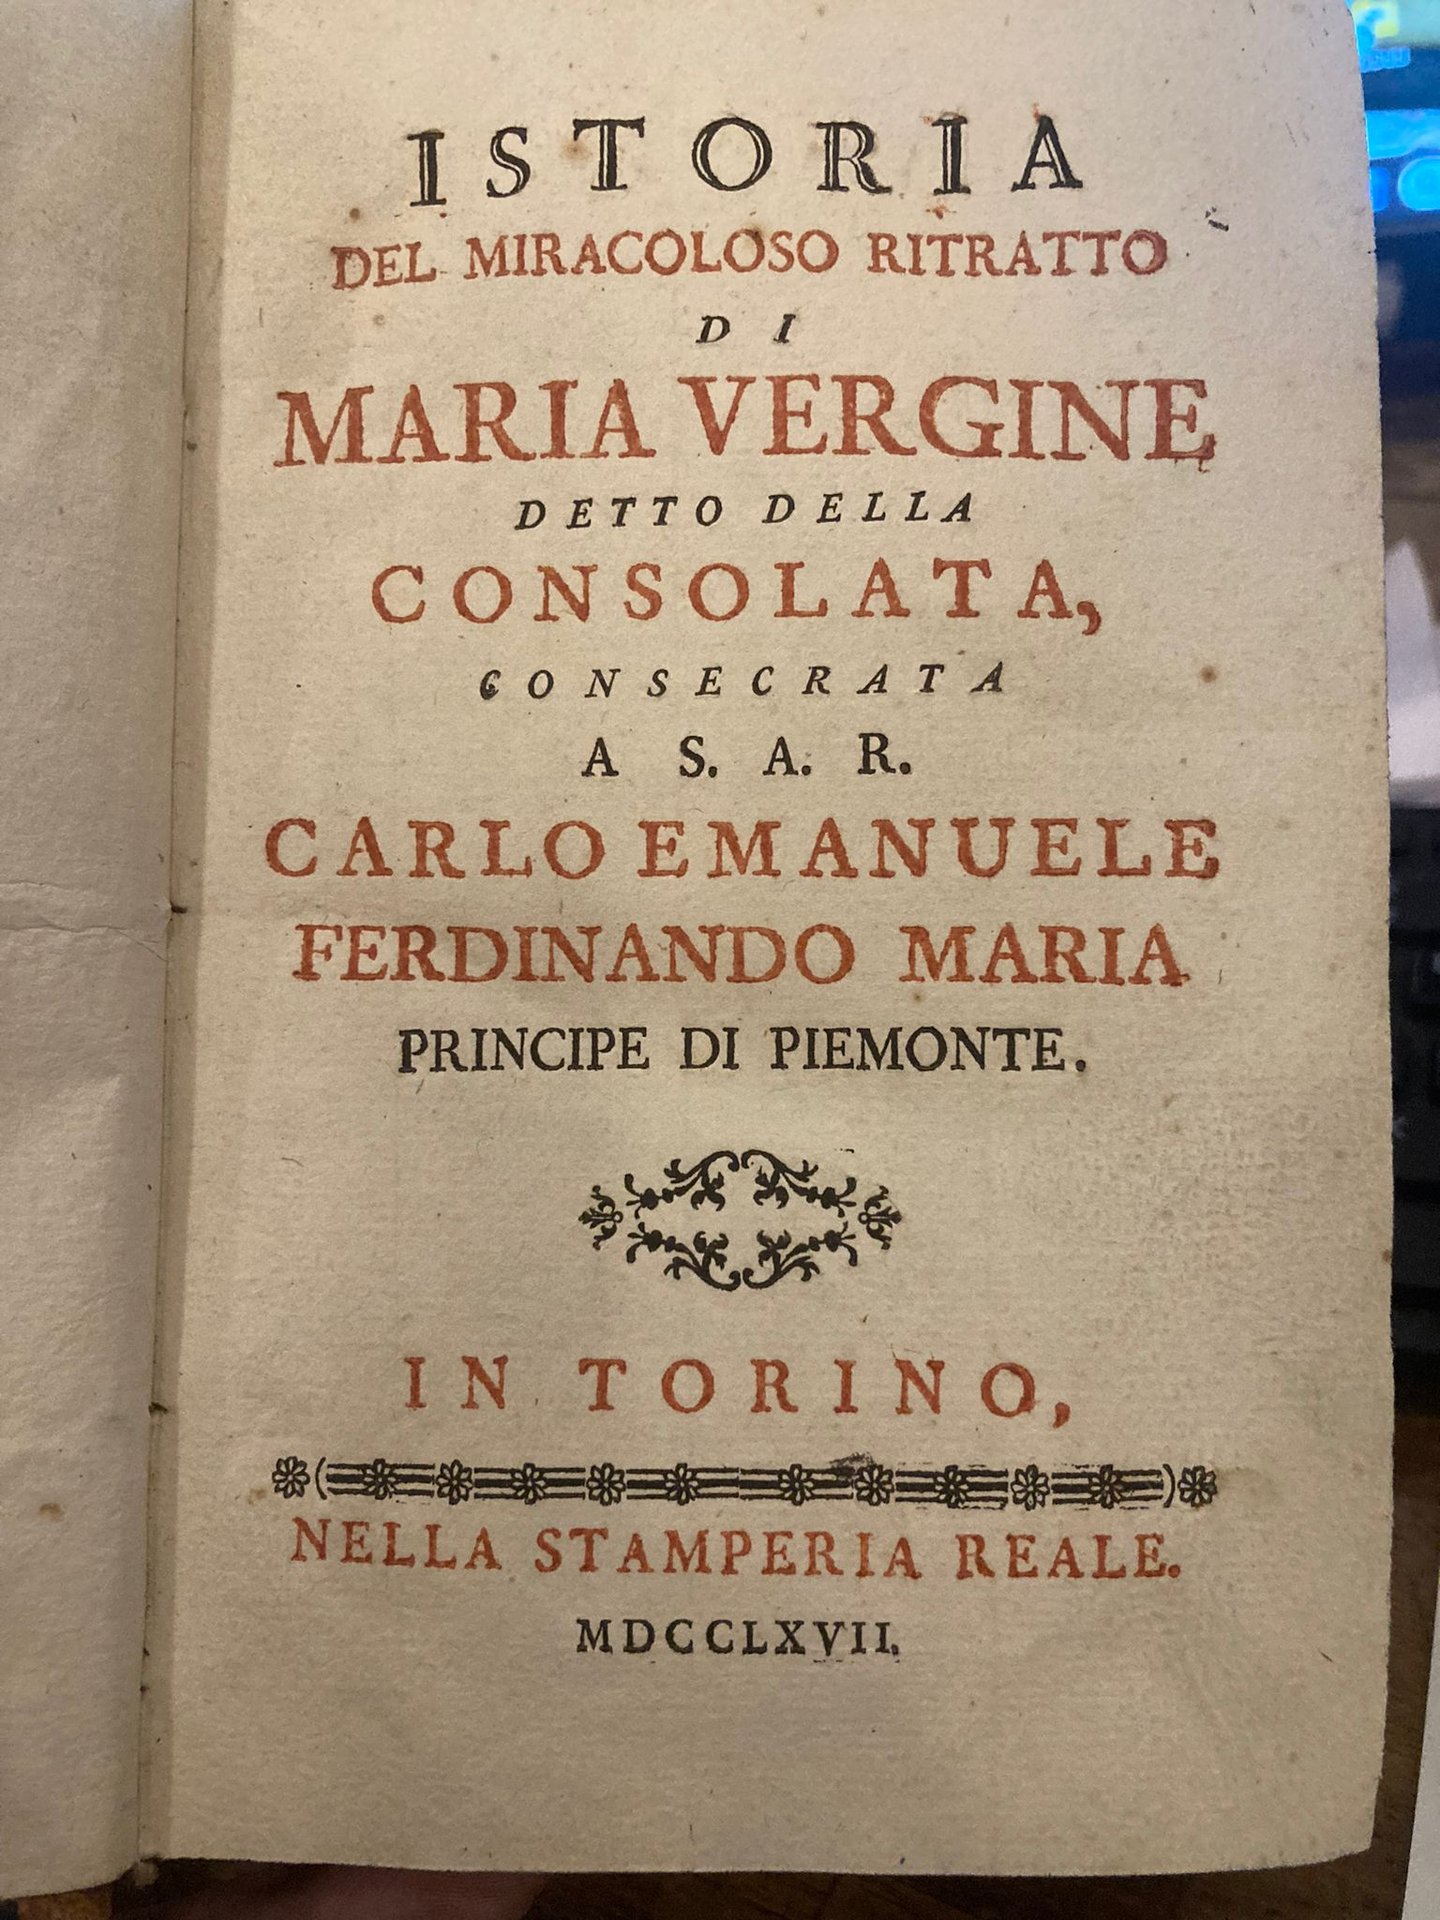 ISTORIA
DEL MIRACOLOSO RITRATTO
DI
MARIA VERGINE
DETTO DELLA
CONSOLATA,
CONSECRATA
A S. A. R.
CARLO EMANUELE
FERDINANDO MARIA
PRINCIPE DI PIEMONTE.
IN TORINO,
NELLA STAMPERIA REALE.
MDCCLXVII.